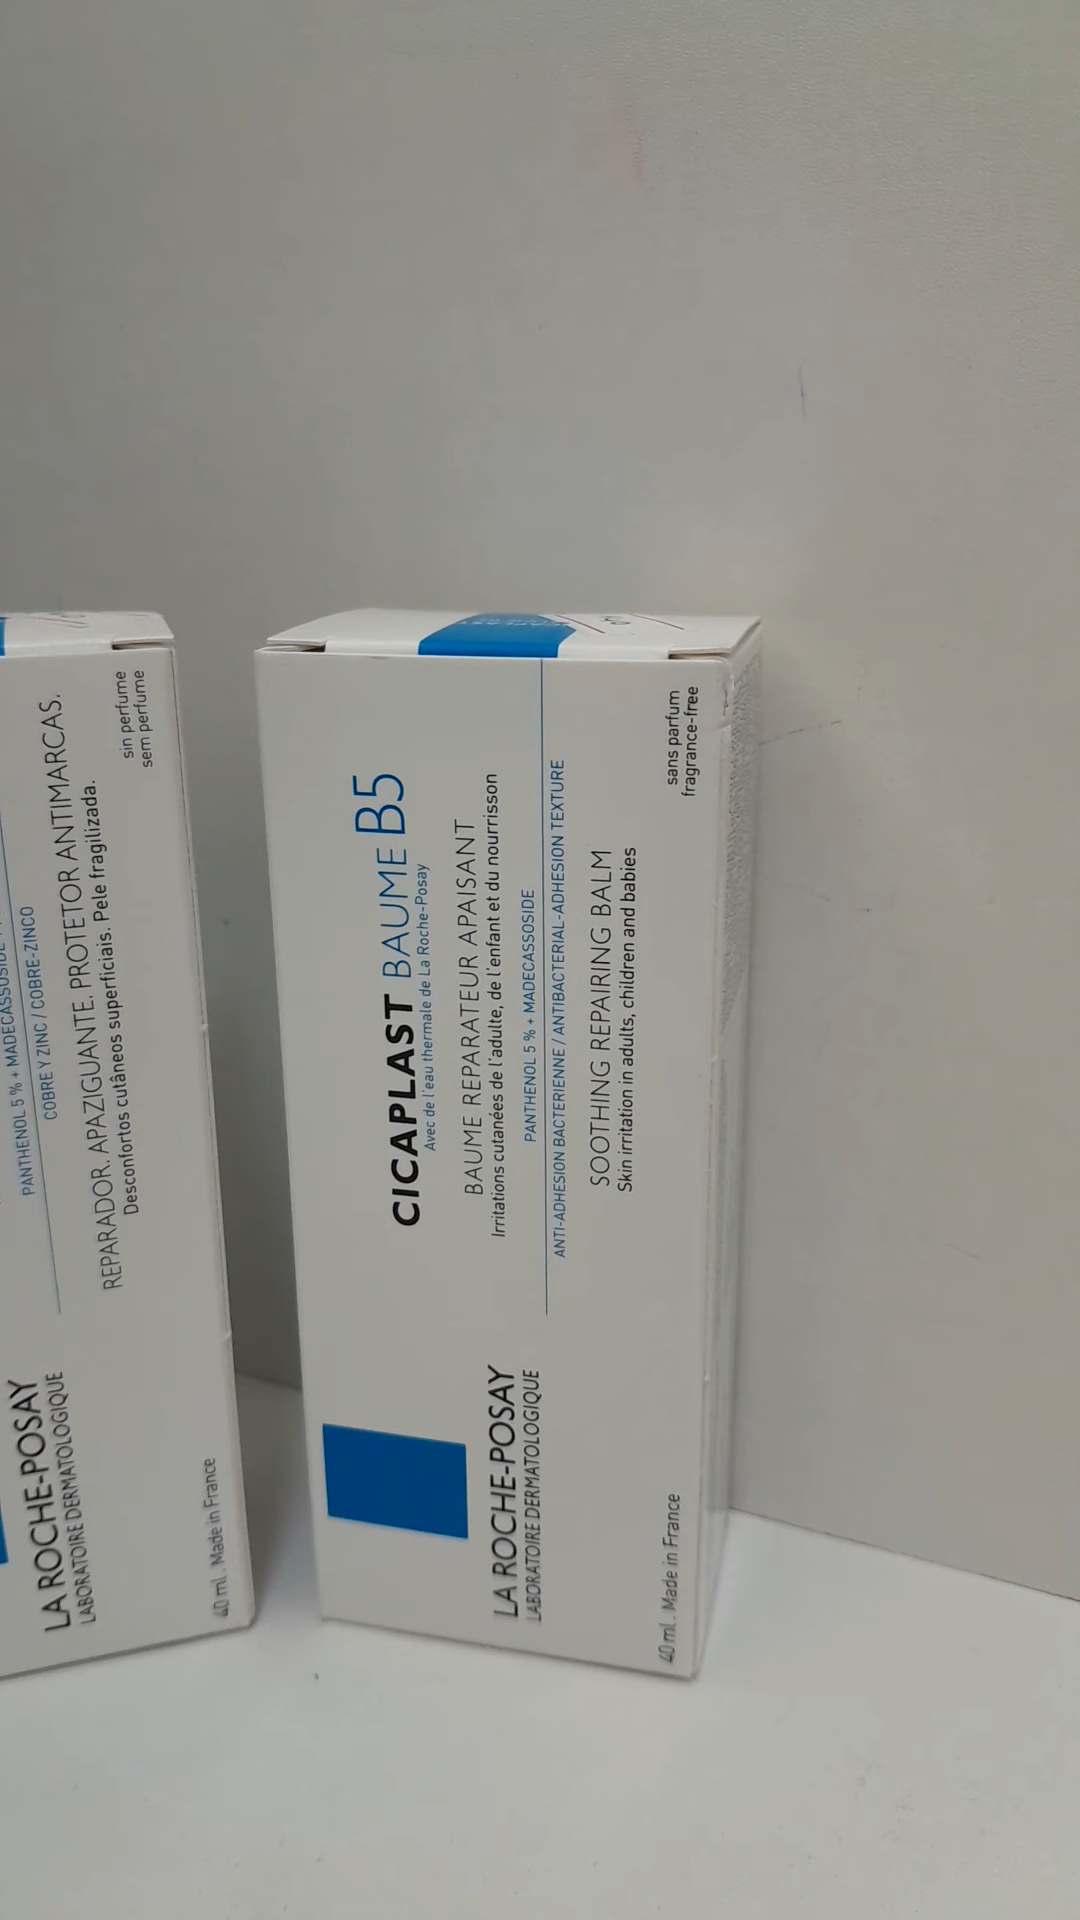 PANTHENOL 5 % +
COBRE Y ZINC / COBRE-ZINCO
REPARADOR. APAZIGUANTE. PROTETOR ANTIMARCAS.
Desconfortos cutâneos superficiais. Pele fragilizada.
sin perfume
sem perfume
LA ROCHE-POSAY
LABORATOIRE DERMATOLOGIQUE
40 ml . Made in France
CICAPLAST BAUME B5
Avec de l'eau thermale de La Roche-Posay
BAUME REPARATEUR APAISANT
Irritations cutanées de l'adulte, de l'enfant et du nourrisson
PANTHENOL 5 % + MADECASSOSIDE
ANTI-ADHESION BACTERIENNE / ANTIBACTERIAL-ADHESION TEXTURE
SOOTHING REPAIRING BALM
Skin irritation in adults, children and babies
sans parfum
fragrance-free
LA ROCHE-POSAY
LABORATOIRE DERMATOLOGIQUE
40 ml . Made in France